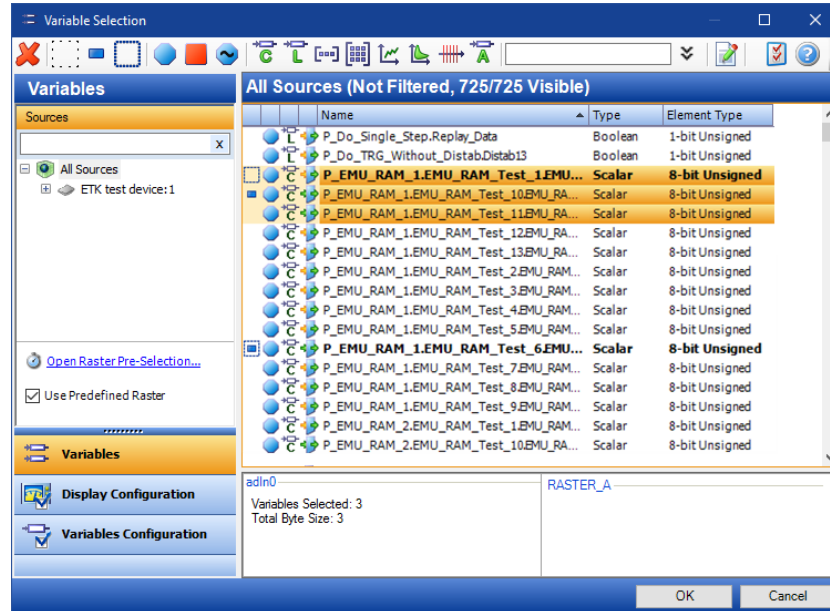 Variable Selection
Variables
All Sources (Not Filtered, 725/725 Visible)
Sources
x
All Sources
ETK test device:1
Open Raster Pre-Selection...
Use Predefined Raster
Variables
Display Configuration
Variables Configuration
Name Type Element Type
P_Do_Single_Step.Replay_Data Boolean 1-bit Unsigned
P_Do_TRG_Without_Distab.Distab13 Boolean 1-bit Unsigned
P_EMU_RAM_1.EMU_RAM_Test_1.EMU... Scalar 8-bit Unsigned
P_EMU_RAM_1.EMU_RAM_Test_10.EMU_RA... Scalar 8-bit Unsigned
P_EMU_RAM_1.EMU_RAM_Test_11.EMU_RAM... Scalar 8-bit Unsigned
P_EMU_RAM_1.EMU_RAM_Test_12.EMU_RAM... Scalar 8-bit Unsigned
P_EMU_RAM_1.EMU_RAM_Test_13.EMU_RAM... Scalar 8-bit Unsigned
P_EMU_RAM_1.EMU_RAM_Test_2.EMU_RAM... Scalar 8-bit Unsigned
P_EMU_RAM_1.EMU_RAM_Test_3.EMU_RAM... Scalar 8-bit Unsigned
P_EMU_RAM_1.EMU_RAM_Test_4.EMU_RAM... Scalar 8-bit Unsigned
P_EMU_RAM_1.EMU_RAM_Test_5.EMU_RAM... Scalar 8-bit Unsigned
P_EMU_RAM_1.EMU_RAM_Test_6.EMU... Scalar 8-bit Unsigned
P_EMU_RAM_1.EMU_RAM_Test_7.EMU_RAM... Scalar 8-bit Unsigned
P_EMU_RAM_1.EMU_RAM_Test_8.EMU_RAM... Scalar 8-bit Unsigned
P_EMU_RAM_1.EMU_RAM_Test_9.EMU_RAM... Scalar 8-bit Unsigned
P_EMU_RAM_2.EMU_RAM_Test_1.EMU_RAM... Scalar 8-bit Unsigned
P_EMU_RAM_2.EMU_RAM_Test_10.EMU_RA... Scalar 8-bit Unsigned
adIn0
Variables Selected: 3
Total Byte Size: 3
RASTER_A
OK Cancel